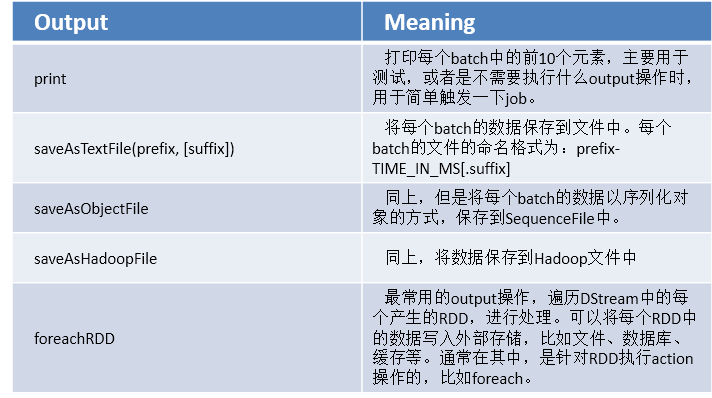 Output
Meaning
print
打印每个batch中的前10个元素，主要用于
测试，或者是不需要执行什么output操作时，
用于简单触发一下job。
saveAsTextFile(prefix, [suffix])
将每个batch的数据保存到文件中。每个
batch的文件的命名格式为：prefix-
TIME_IN_MS[.suffix]
saveAsObjectFile
同上，但是将每个batch的数据以序列化对
象的方式，保存到SequenceFile中。
saveAsHadoopFile
同上，将数据保存到Hadoop文件中
foreachRDD
最常用的output操作，遍历DStream中的每
个产生的RDD，进行处理。可以将每个RDD中
的数据写入外部存储，比如文件、数据库、
缓存等。通常在其中，是针对RDD执行action
操作的，比如foreach。